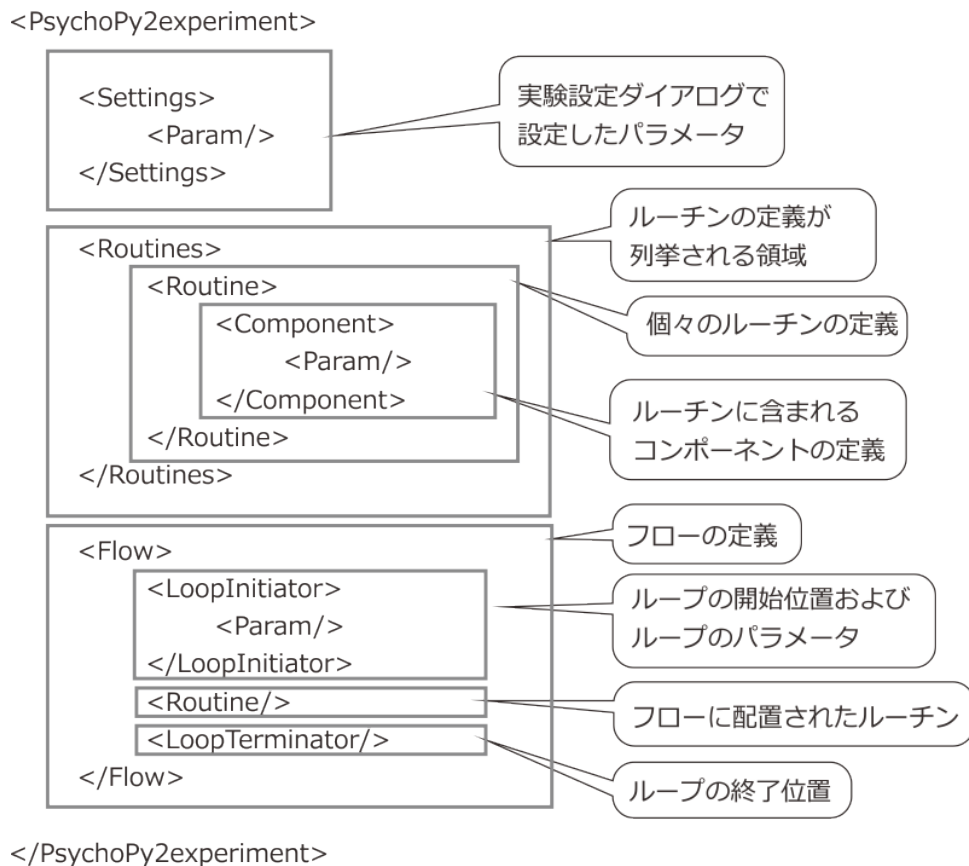 <PsychoPy2experiment>
<Settings>
<Param/>
</Settings>
実験設定ダイアログで
設定したパラメータ
<Routines>
ルーチンの定義が
列挙される領域
<Routine>
個々のルーチンの定義
<Component>
<Param/>
</Component>
ルーチンに含まれる
コンポーネントの定義
</Routine>
</Routines>
<Flow>
フローの定義
<LoopInitiator>
<Param/>
</LoopInitiator>
ループの開始位置および
ループのパラメータ
<Routine/>
フローに配置されたルーチン
<LoopTerminator/>
ループの終了位置
</Flow>
</PsychoPy2experiment>